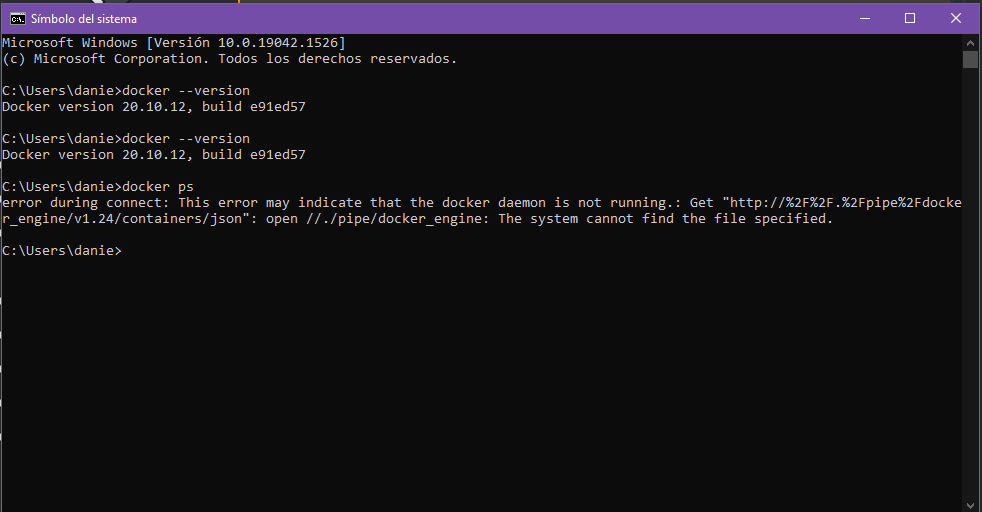 Símbolo del sistema
Microsoft Windows [Versión 10.0.19042.1526]
(c) Microsoft Corporation. Todos los derechos reservados.
C:\Users\danie>docker --version
Docker version 20.10.12, build e91ed57
C:\Users\danie>docker --version
Docker version 20.10.12, build e91ed57
C:\Users\danie>docker ps
error during connect: This error may indicate that the docker daemon is not running.: Get "http://%2F%2F.%2Fpipe%2Fdocke
r_engine/v1.24/containers/json": open //./pipe/docker_engine: The system cannot find the file specified.
C:\Users\danie>